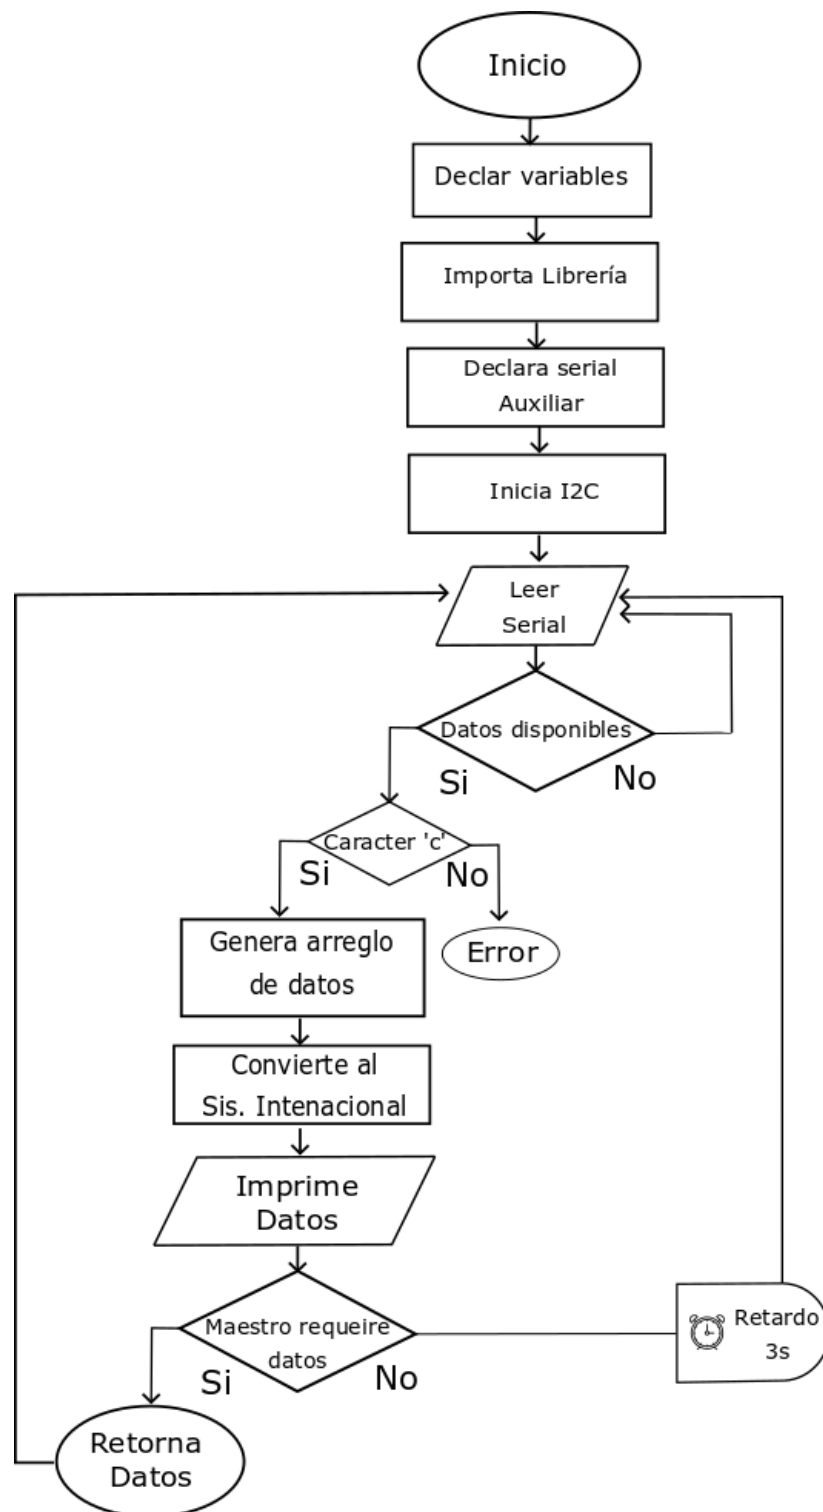 Inicio
Declar variables
Importa Librería
Declara serial
Auxiliar
Inicia I2C
Leer
Serial
Datos disponibles
Si
No
Caracter 'c'
Si
No
Genera arreglo
de datos
Error
Convierte al
Sis. Intenacional
Imprime
Datos
Maestro requeire
datos
Si
No
Retardo
3s
Retorna
Datos